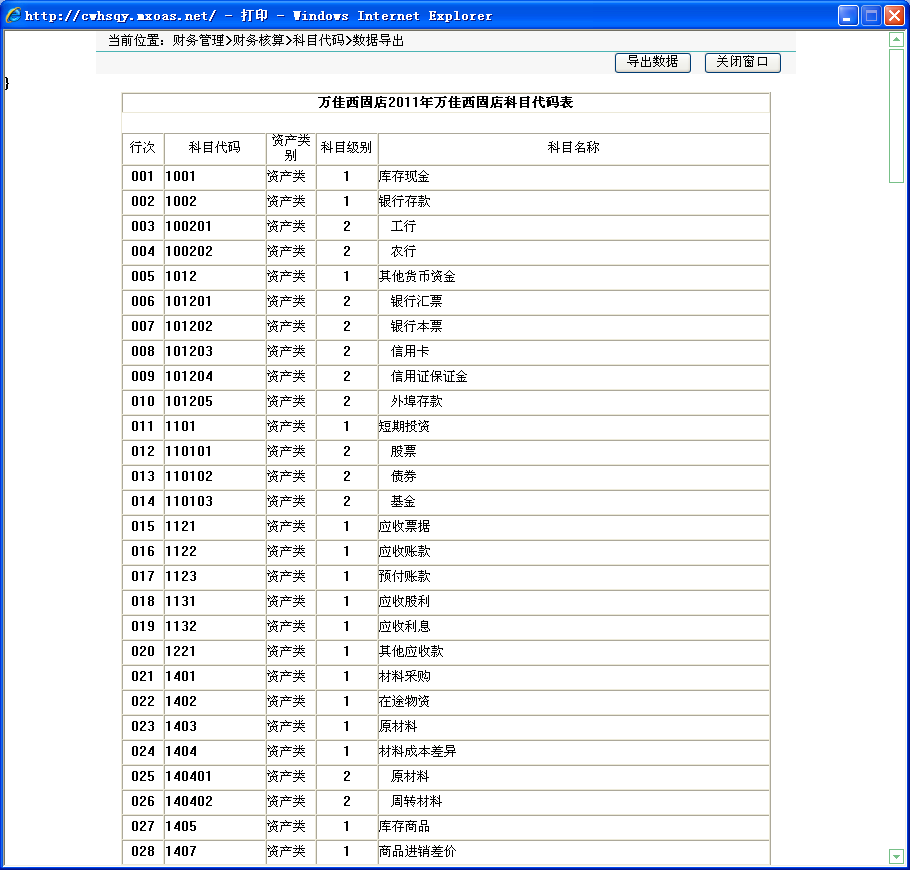 http://cwhsqy.mxoas.net/ - 打印 - Windows Internet Explorer
当前位置: 财务管理>财务核算>科目代码>数据导出
导出数据 关闭窗口
}
万佳西固店2011年万佳西固店科目代码表
行次 科目代码 资产类别 科目级别 科目名称
001 1001 资产类 1 库存现金
002 1002 资产类 1 银行存款
003 100201 资产类 2 工行
004 100202 资产类 2 农行
005 1012 资产类 1 其他货币资金
006 101201 资产类 2 银行汇票
007 101202 资产类 2 银行本票
008 101203 资产类 2 信用卡
009 101204 资产类 2 信用证保证金
010 101205 资产类 2 外埠存款
011 1101 资产类 1 短期投资
012 110101 资产类 2 股票
013 110102 资产类 2 债券
014 110103 资产类 2 基金
015 1121 资产类 1 应收票据
016 1122 资产类 1 应收账款
017 1123 资产类 1 预付账款
018 1131 资产类 1 应收股利
019 1132 资产类 1 应收利息
020 1221 资产类 1 其他应收款
021 1401 资产类 1 材料采购
022 1402 资产类 1 在途物资
023 1403 资产类 1 原材料
024 1404 资产类 1 材料成本差异
025 140401 资产类 2 原材料
026 140402 资产类 2 周转材料
027 1405 资产类 1 库存商品
028 1407 资产类 1 商品进销差价